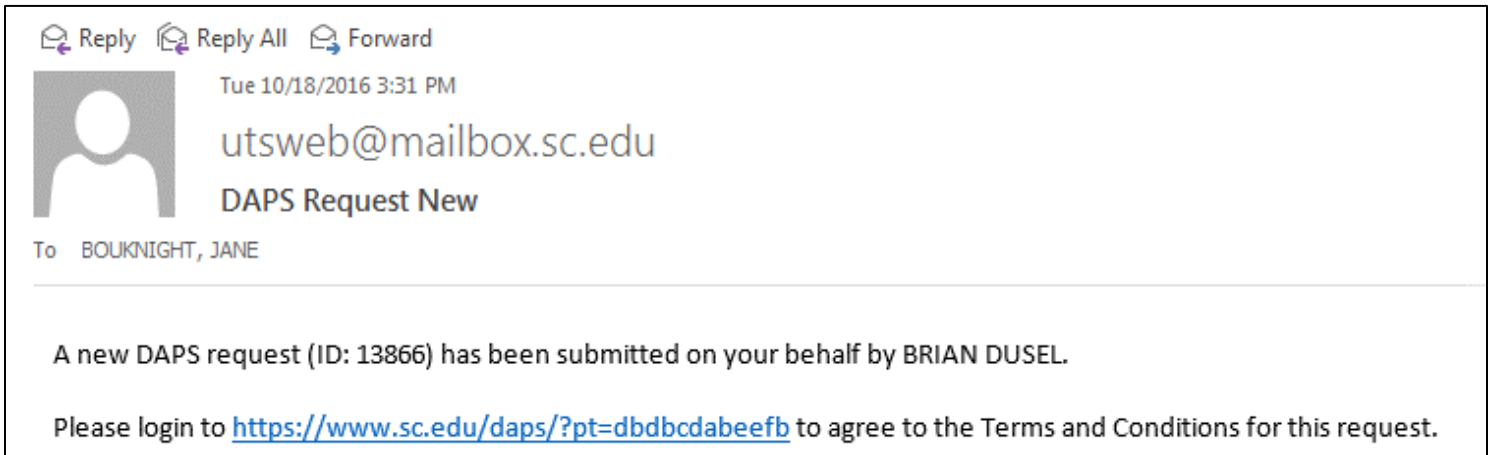 Reply Reply All Forward
Tue 10/18/2016 3:31 PM
utsweb@mailbox.sc.edu
DAPS Request New
To BOUKNIGHT, JANE
A new DAPS request (ID: 13866) has been submitted on your behalf by BRIAN DUSEL.
Please login to https://www.sc.edu/daps/?pt=dbdbcdabeefb to agree to the Terms and Conditions for this request.